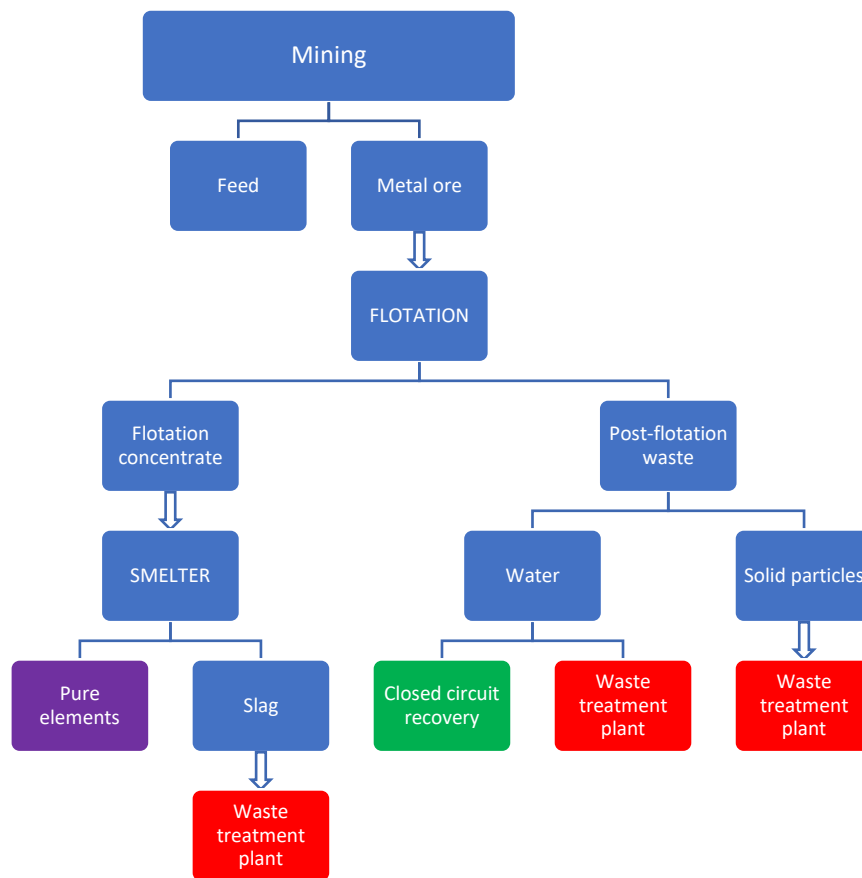 Mining
Feed
Metal ore
FLOTATION
Flotation
concentrate
Post-flotation
waste
SMELTER
Water
Solid particles
Pure
elements
Slag
Closed circuit
recovery
Waste
treatment
plant
Waste
treatment
plant
Waste
treatment
plant